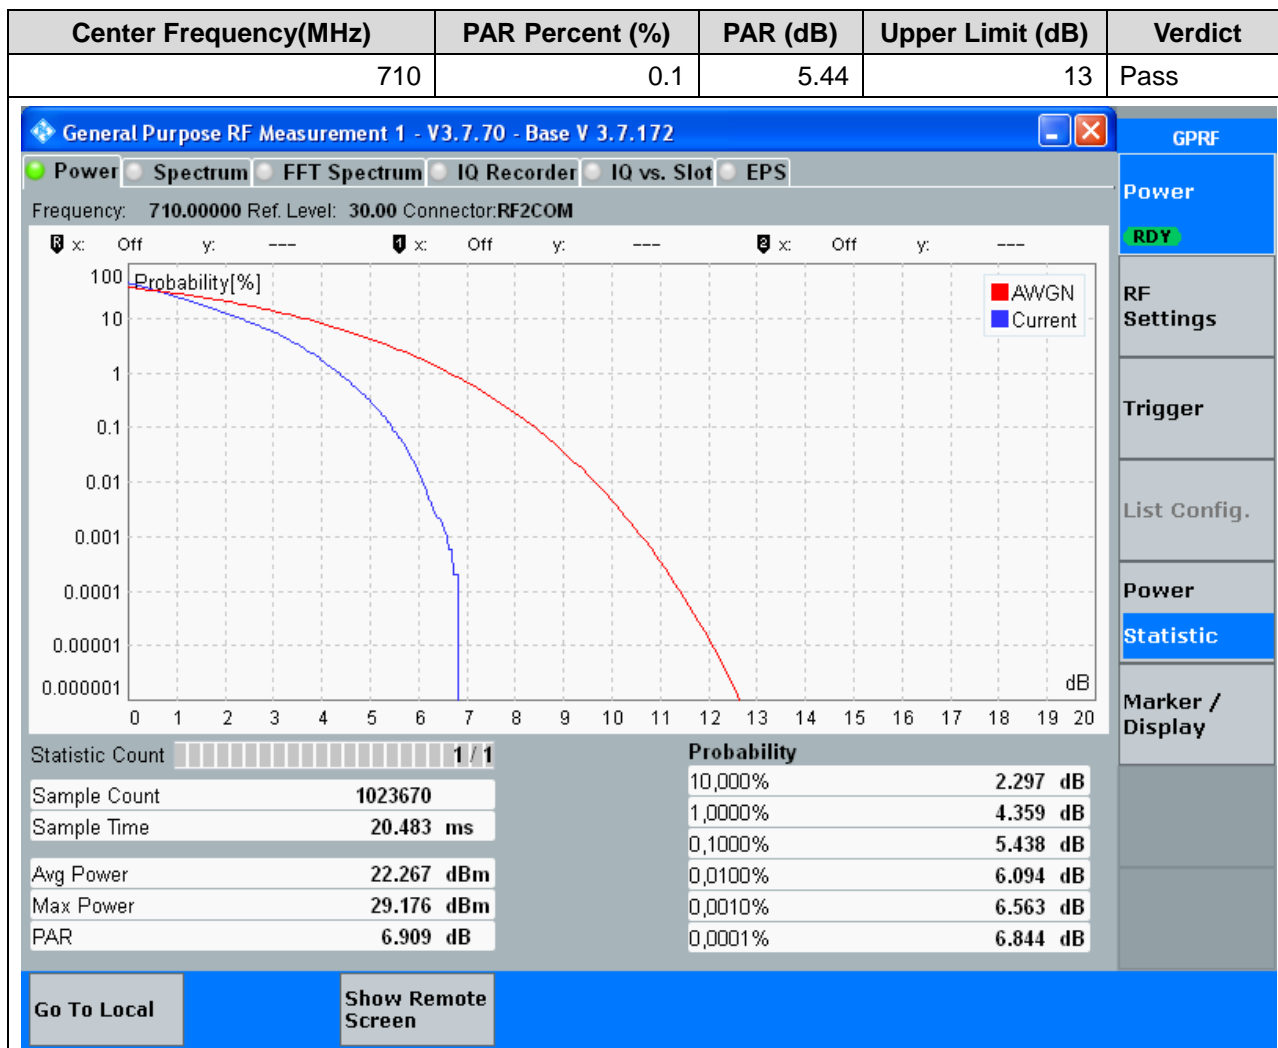 Center Frequency(MHz) PAR Percent (%) PAR (dB) Upper Limit (dB) Verdict
710 0.1 5.44 13 Pass
General Purpose RF Measurement 1 - V3.7.70 - Base V 3.7.172
GPRF
Power Spectrum FFT Spectrum IQ Recorder IQ vs. Slot EPS
Frequency: 710.00000 Ref. Level: 30.00 Connector:RF2COM
Power
RDY
R x: Off y: --- 1 x: Off y: --- 2 x: Off y: ---
Probability[%]
100
10
1
0.1
0.01
0.001
0.0001
0.00001
0.000001
AWGN
Current
dB
0 1 2 3 4 5 6 7 8 9 10 11 12 13 14 15 16 17 18 19 20
RF
Settings
Trigger
List Config.
Power
Statistic
Marker /
Display
Statistic Count 1 / 1
Sample Count 1023670
Sample Time 20.483 ms
Avg Power 22.267 dBm
Max Power 29.176 dBm
PAR 6.909 dB
Probability
10,000% 2.297 dB
1,0000% 4.359 dB
0,1000% 5.438 dB
0,0100% 6.094 dB
0,0010% 6.563 dB
0,0001% 6.844 dB
Go To Local
Show Remote
Screen